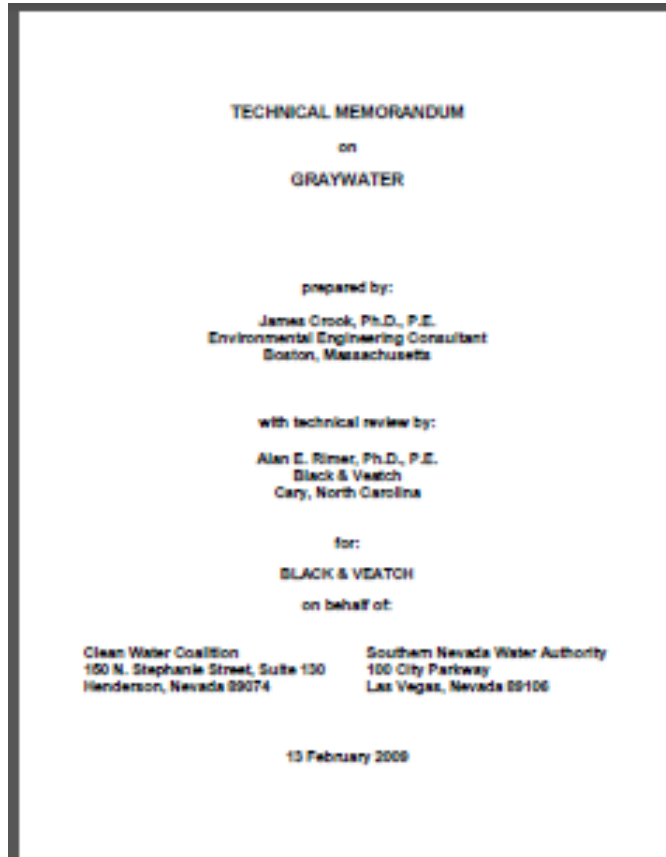 TECHNICAL MEMORANDUM
on
GRAYWATER
prepared by:
James Crook, Ph.D., P.E.
Environmental Engineering Consultant
Boston, Massachusetts
with technical review by:
Alan E. Rimer, Ph.D., P.E.
Black & Veatch
Cary, North Carolina
for:
BLACK & VEATCH
on behalf of:
Clean Water Coalition
150 N. Stephanie Street, Suite 130
Henderson, Nevada 89074
Southern Nevada Water Authority
100 City Parkway
Las Vegas, Nevada 89106
13 February 2009